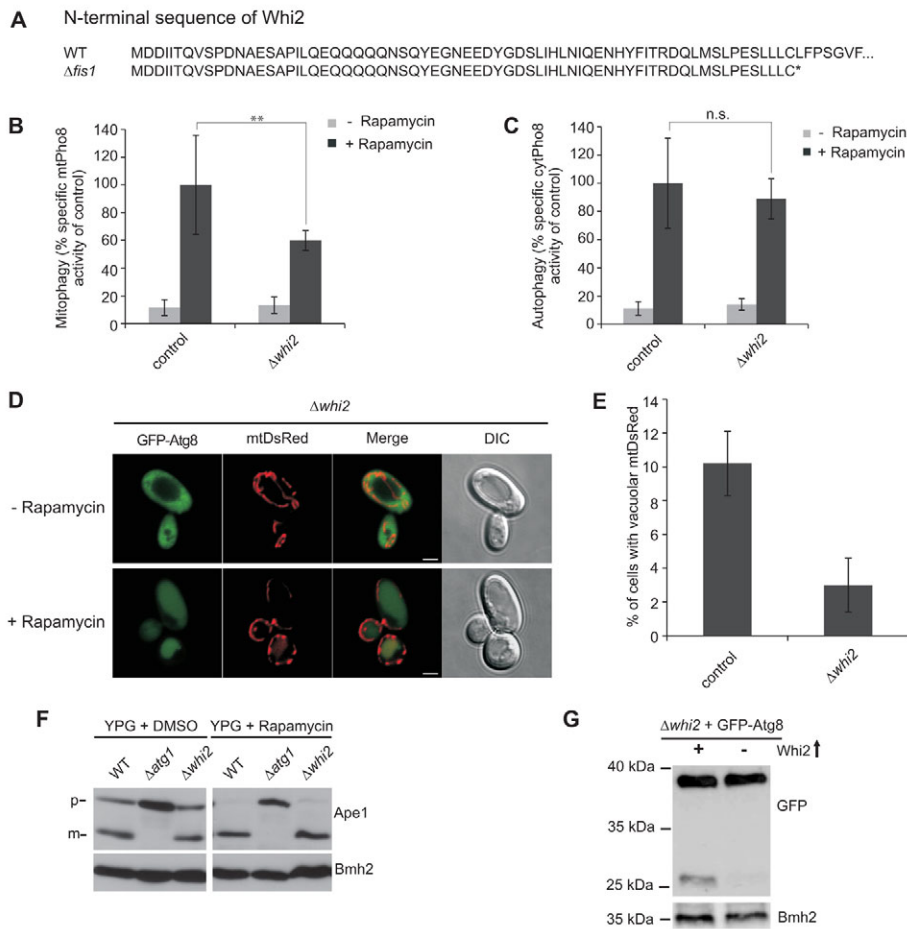 A N-terminal sequence of Whi2
WT MDDIITQVSPDNAESAPILQEQQQQQNSQYEGNEEDYGDSLIHLNIQENHYFITRDQLMSLPESLLLCLFPSGVF...
Δfis1 MDDIITQVSPDNAESAPILQEQQQQQNSQYEGNEEDYGDSLIHLNIQENHYFITRDQLMSLPESLLLC*
B
Mitophagy (% specific mtPho8
activity of control)
140
120
100
80
60
40
20
0
**
- Rapamycin
+ Rapamycin
control
Δwhi2
C
Autophagy (% specific cytPho8
activity of control)
140
120
100
80
60
40
20
0
n.s.
- Rapamycin
+ Rapamycin
control
Δwhi2
D
Δwhi2
GFP-Atg8 mtDsRed Merge DIC
- Rapamycin
+ Rapamycin
E
% of cells with vacuolar mtDsRed
14
12
10
8
6
4
2
0
control
Δwhi2
F
YPG + DMSO YPG + Rapamycin
WT Δatg1 Δwhi2 WT Δatg1 Δwhi2
p-
m-
Ape1
Bmh2
G
Δwhi2 + GFP-Atg8
+ - Whi2 ↑
40 kDa
35 kDa
25 kDa
GFP
35 kDa
Bmh2